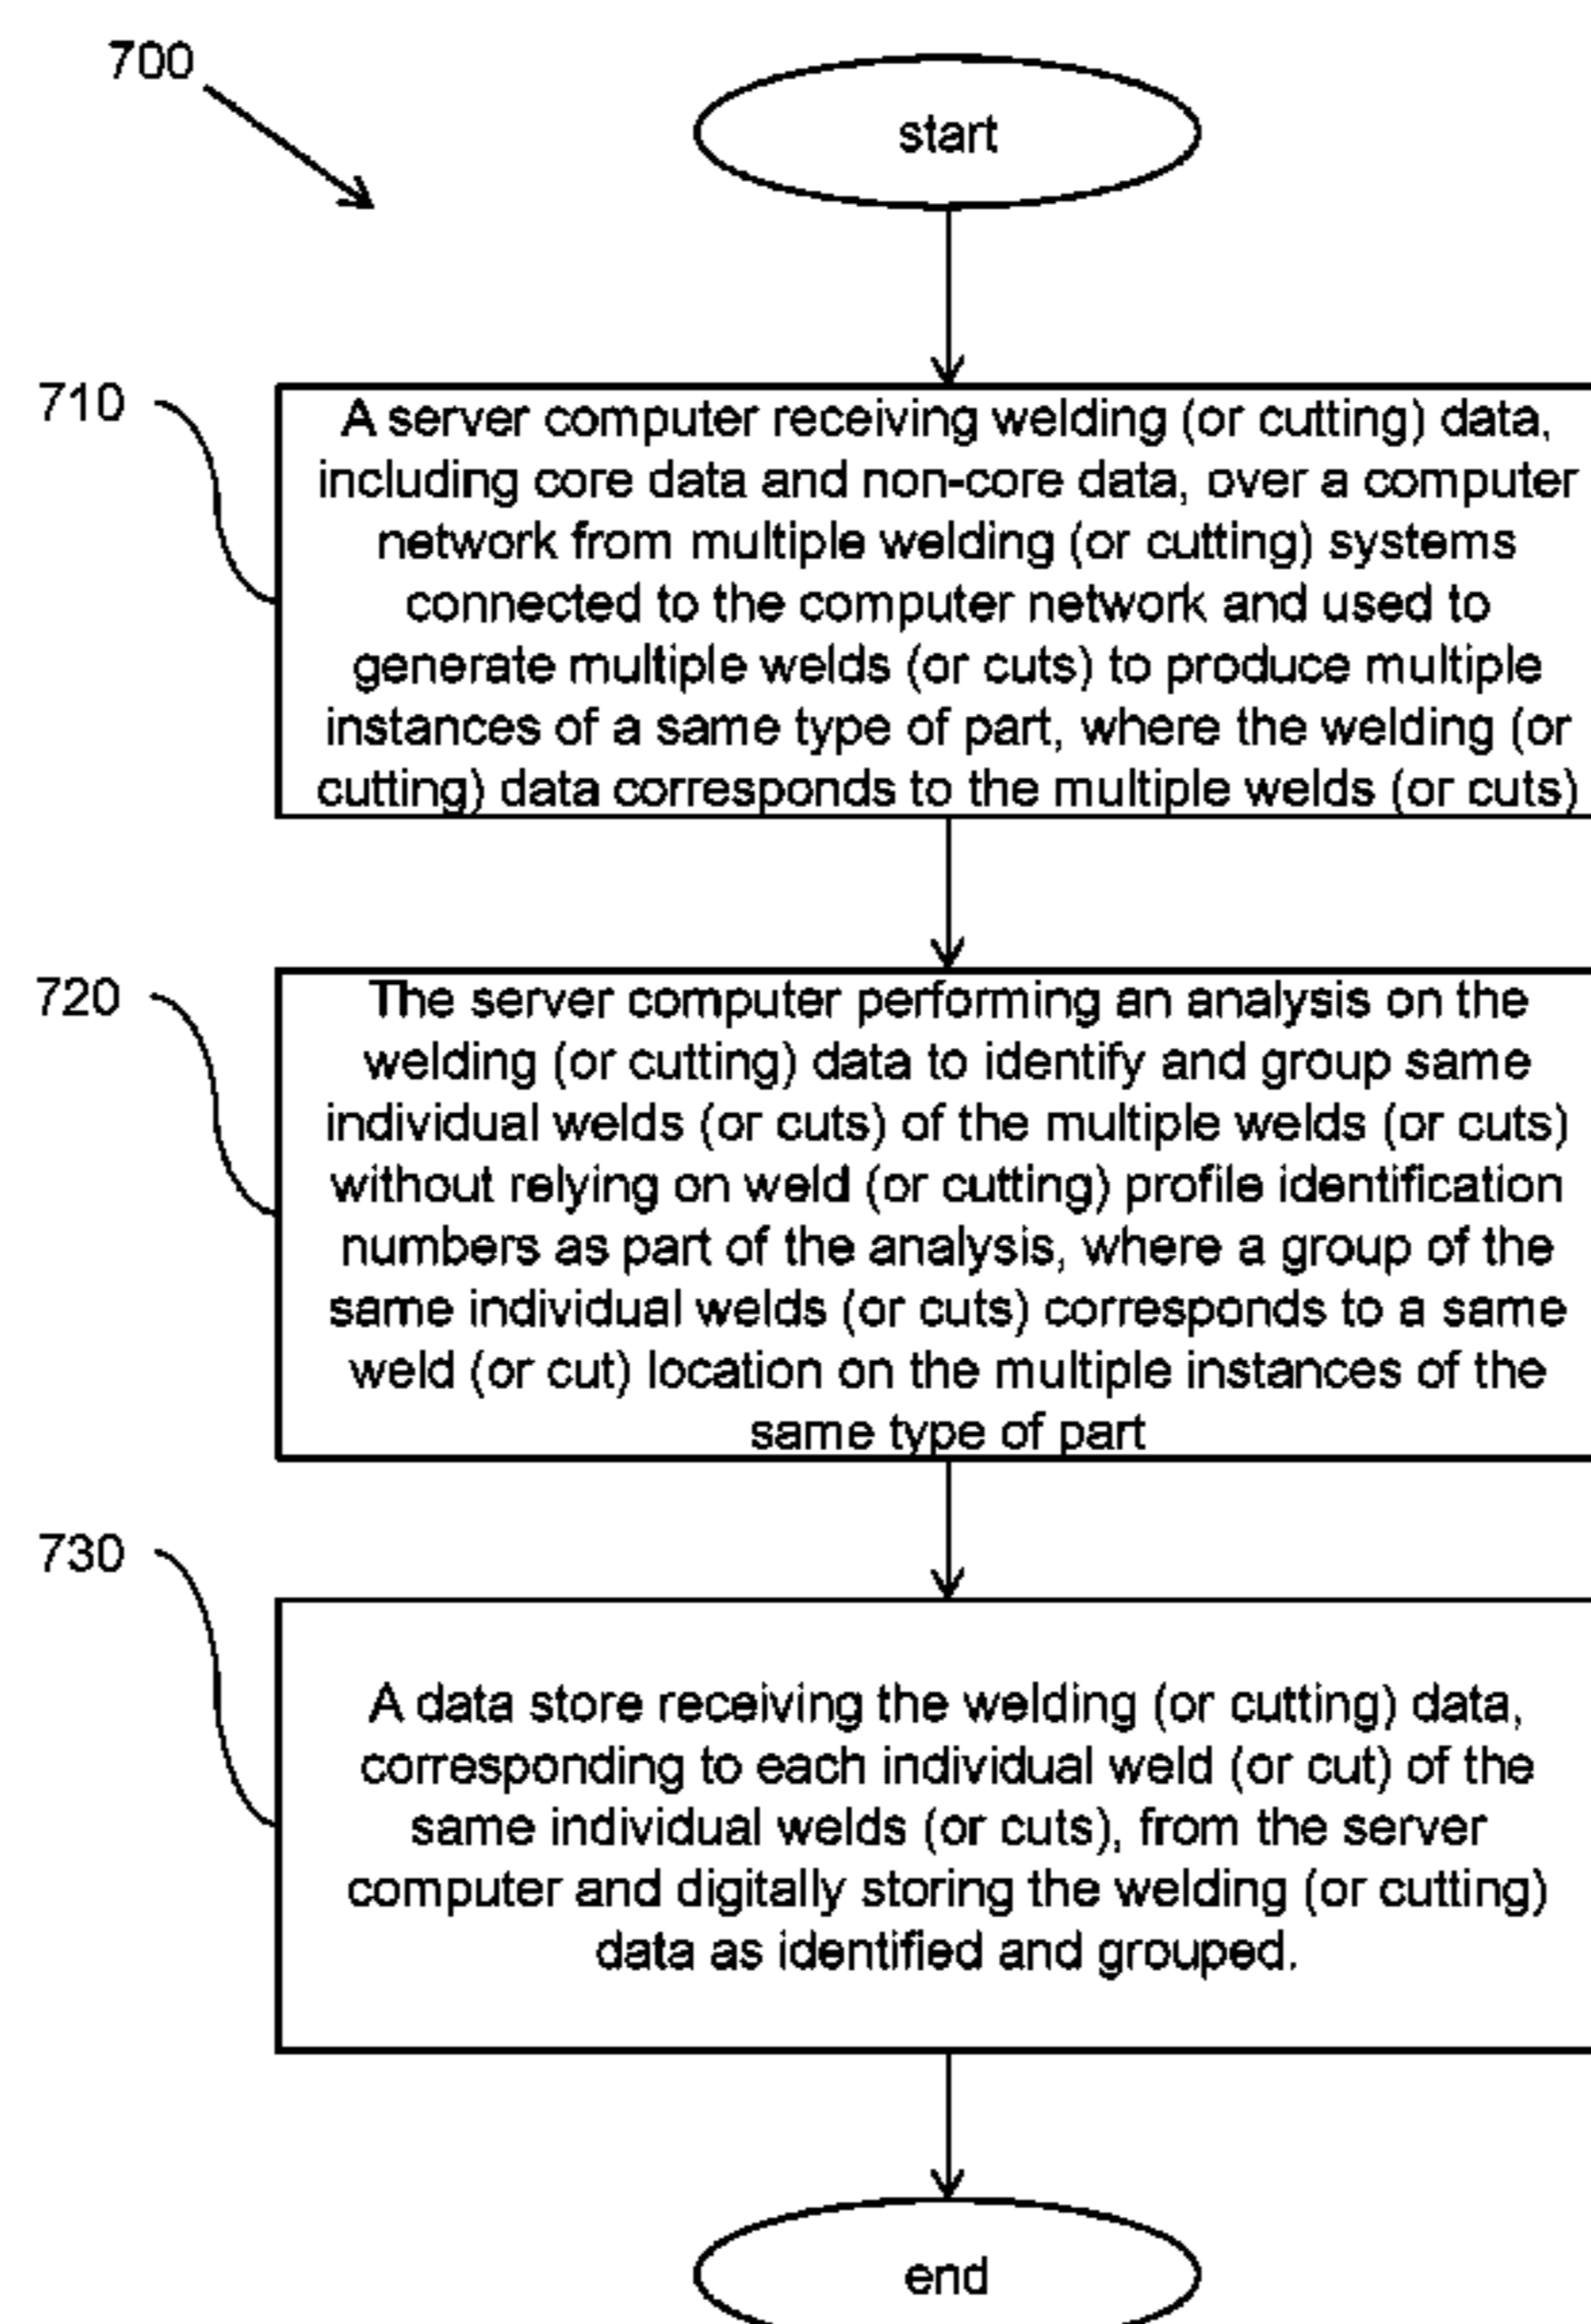 700
start
710
A server computer receiving welding (or cutting) data,
including core data and non-core data, over a computer
network from multiple welding (or cutting) systems
connected to the computer network and used to
generate multiple welds (or cuts) to produce multiple
instances of a same type of part, where the welding (or
cutting) data corresponds to the multiple welds (or cuts)
720
The server computer performing an analysis on the
welding (or cutting) data to identify and group same
individual welds (or cuts) of the multiple welds (or cuts)
without relying on weld (or cutting) profile identification
numbers as part of the analysis, where a group of the
same individual welds (or cuts) corresponds to a same
weld (or cut) location on the multiple instances of the
same type of part
730
A data store receiving the welding (or cutting) data,
corresponding to each individual weld (or cut) of the
same individual welds (or cuts), from the server
computer and digitally storing the welding (or cutting)
data as identified and grouped.
end